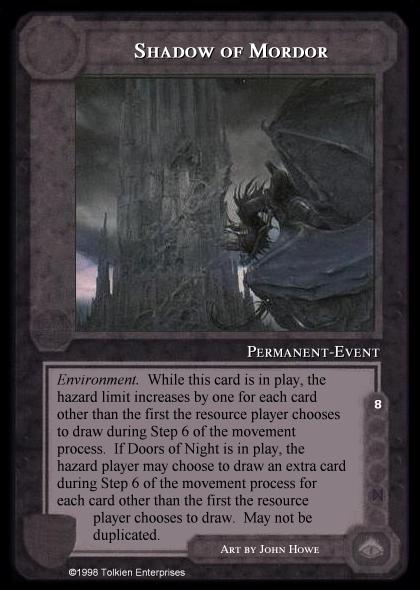 Shadow of Mordor
Permanent-Event
Environment. While this card is in play, the
hazard limit increases by one for each card
other than the first the resource player chooses
to draw during Step 6 of the movement
process. If Doors of Night is in play, the
hazard player may choose to draw an extra card
during Step 6 of the movement process for
each card other than the first the resource
player chooses to draw. May not be
duplicated.
8
Art by John Howe
©1998 Tolkien Enterprises